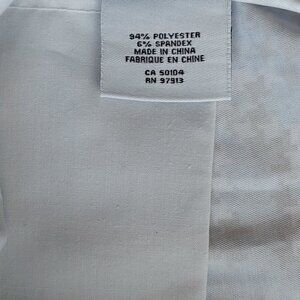 94% POLYESTER
6% SPANDEX
MADE IN CHINA
FABRIQUE EN CHINE
CA 50104
RN 97913